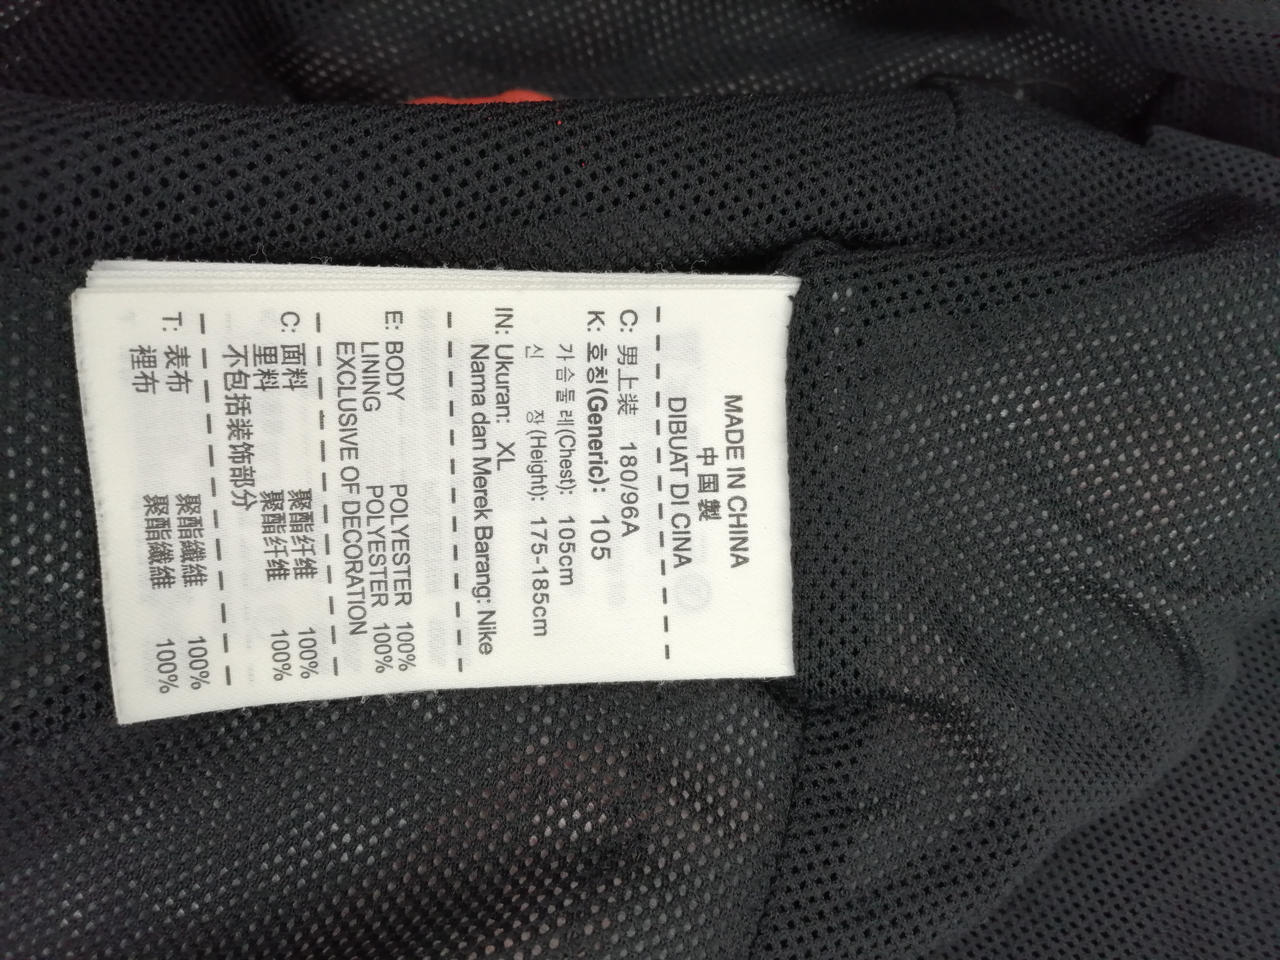 MADE IN CHINA
中国製
DIBUAT DI CINA
C: 男上装 180/96A
K: 호칭(Generic): 105
가슴둘레(Chest): 105cm
신 장(Height): 175-185cm
IN: Ukuran: XL
Nama dan Merek Barang: Nike
E: BODY POLYESTER 100%
LINING POLYESTER 100%
EXCLUSIVE OF DECORATION
C: 面料 聚酯纤维 100%
里料 聚酯纤维 100%
不包括装饰部分
T: 表布 聚酯纖維 100%
裡布 聚酯纖維 100%